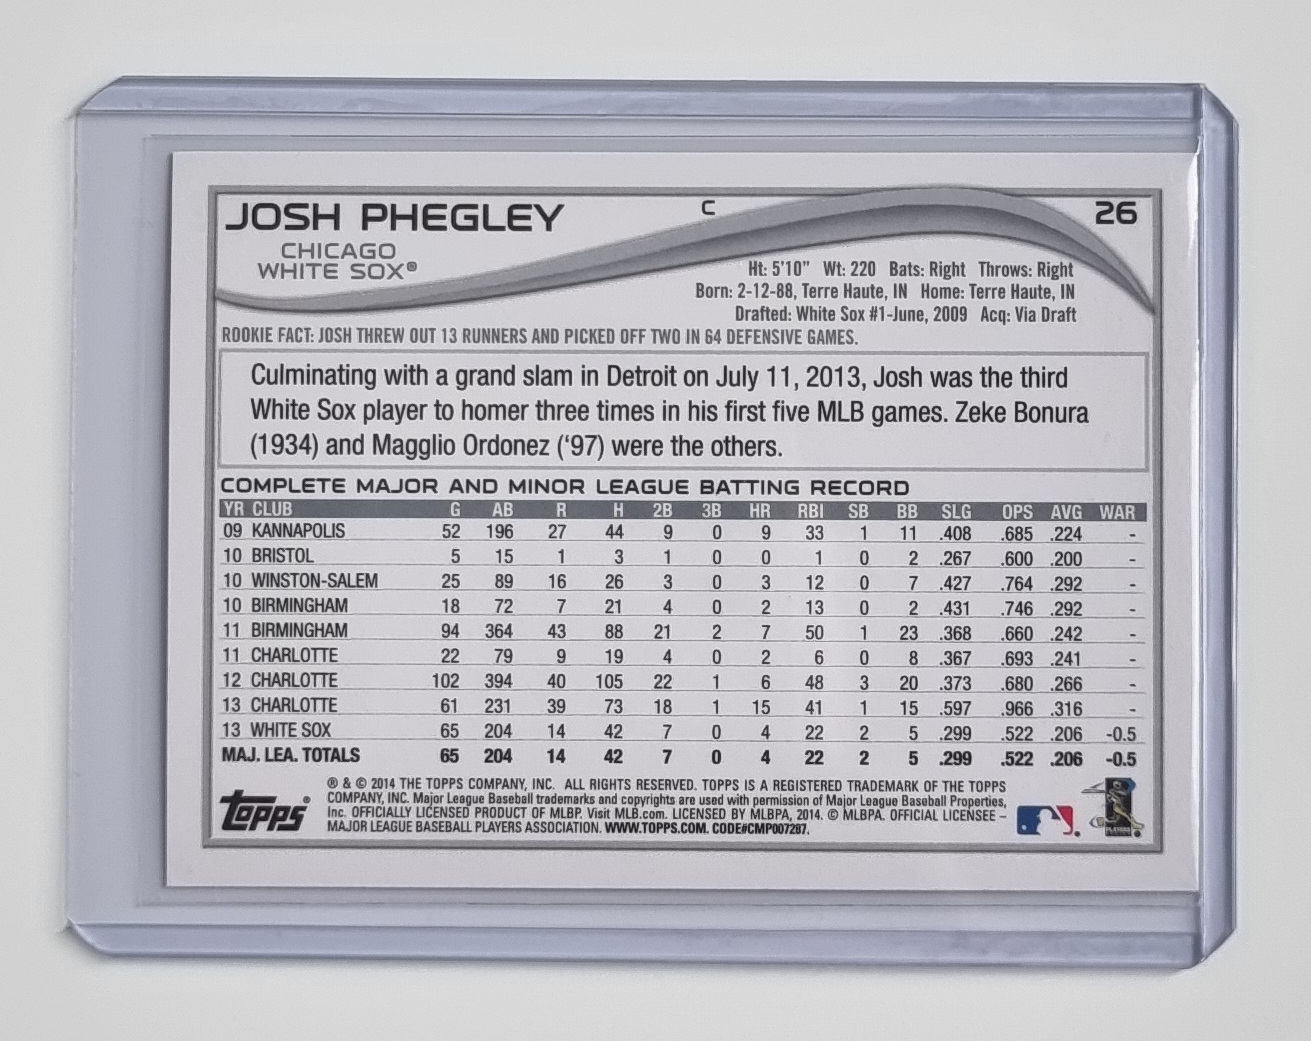 JOSH PHEGLEY C 26
CHICAGO
WHITE SOX®
Ht: 5'10" Wt: 220 Bats: Right Throws: Right
Born: 2-12-88, Terre Haute, IN Home: Terre Haute, IN
Drafted: White Sox #1-June, 2009 Acq: Via Draft
ROOKIE FACT: JOSH THREW OUT 13 RUNNERS AND PICKED OFF TWO IN 64 DEFENSIVE GAMES.
Culminating with a grand slam in Detroit on July 11, 2013, Josh was the third
White Sox player to homer three times in his first five MLB games. Zeke Bonura
(1934) and Magglio Ordonez ('97) were the others.
COMPLETE MAJOR AND MINOR LEAGUE BATTING RECORD
YR CLUB G AB R H 2B 3B HR RBI SB BB SLG OPS AVG WAR
09 KANNAPOLIS 52 196 27 44 9 0 9 33 1 11 .408 .685 .224 -
10 BRISTOL 5 15 1 3 1 0 0 1 0 2 .267 .600 .200 -
10 WINSTON-SALEM 25 89 16 26 3 0 3 12 0 7 .427 .764 .292 -
10 BIRMINGHAM 18 72 7 21 4 0 2 13 0 2 .431 .746 .292 -
11 BIRMINGHAM 94 364 43 88 21 2 7 50 1 23 .368 .660 .242 -
11 CHARLOTTE 22 79 9 19 4 0 2 6 0 8 .367 .693 .241 -
12 CHARLOTTE 102 394 40 105 22 1 6 48 3 20 .373 .680 .266 -
13 CHARLOTTE 61 231 39 73 18 1 15 41 1 15 .597 .966 .316 -
13 WHITE SOX 65 204 14 42 7 0 4 22 2 5 .299 .522 .206 -0.5
MAJ. LEA. TOTALS 65 204 14 42 7 0 4 22 2 5 .299 .522 .206 -0.5
topps®
® & © 2014 THE TOPPS COMPANY, INC. ALL RIGHTS RESERVED. TOPPS IS A REGISTERED TRADEMARK OF THE TOPPS
COMPANY, INC. Major League Baseball trademarks and copyrights are used with permission of Major League Baseball Properties,
Inc. OFFICIALLY LICENSED PRODUCT OF MLBP. Visit MLB.com. LICENSED BY MLBPA, 2014. © MLBPA. OFFICIAL LICENSEE –
MAJOR LEAGUE BASEBALL PLAYERS ASSOCIATION. WWW.TOPPS.COM. CODE#CMP007287.
PLAYERS